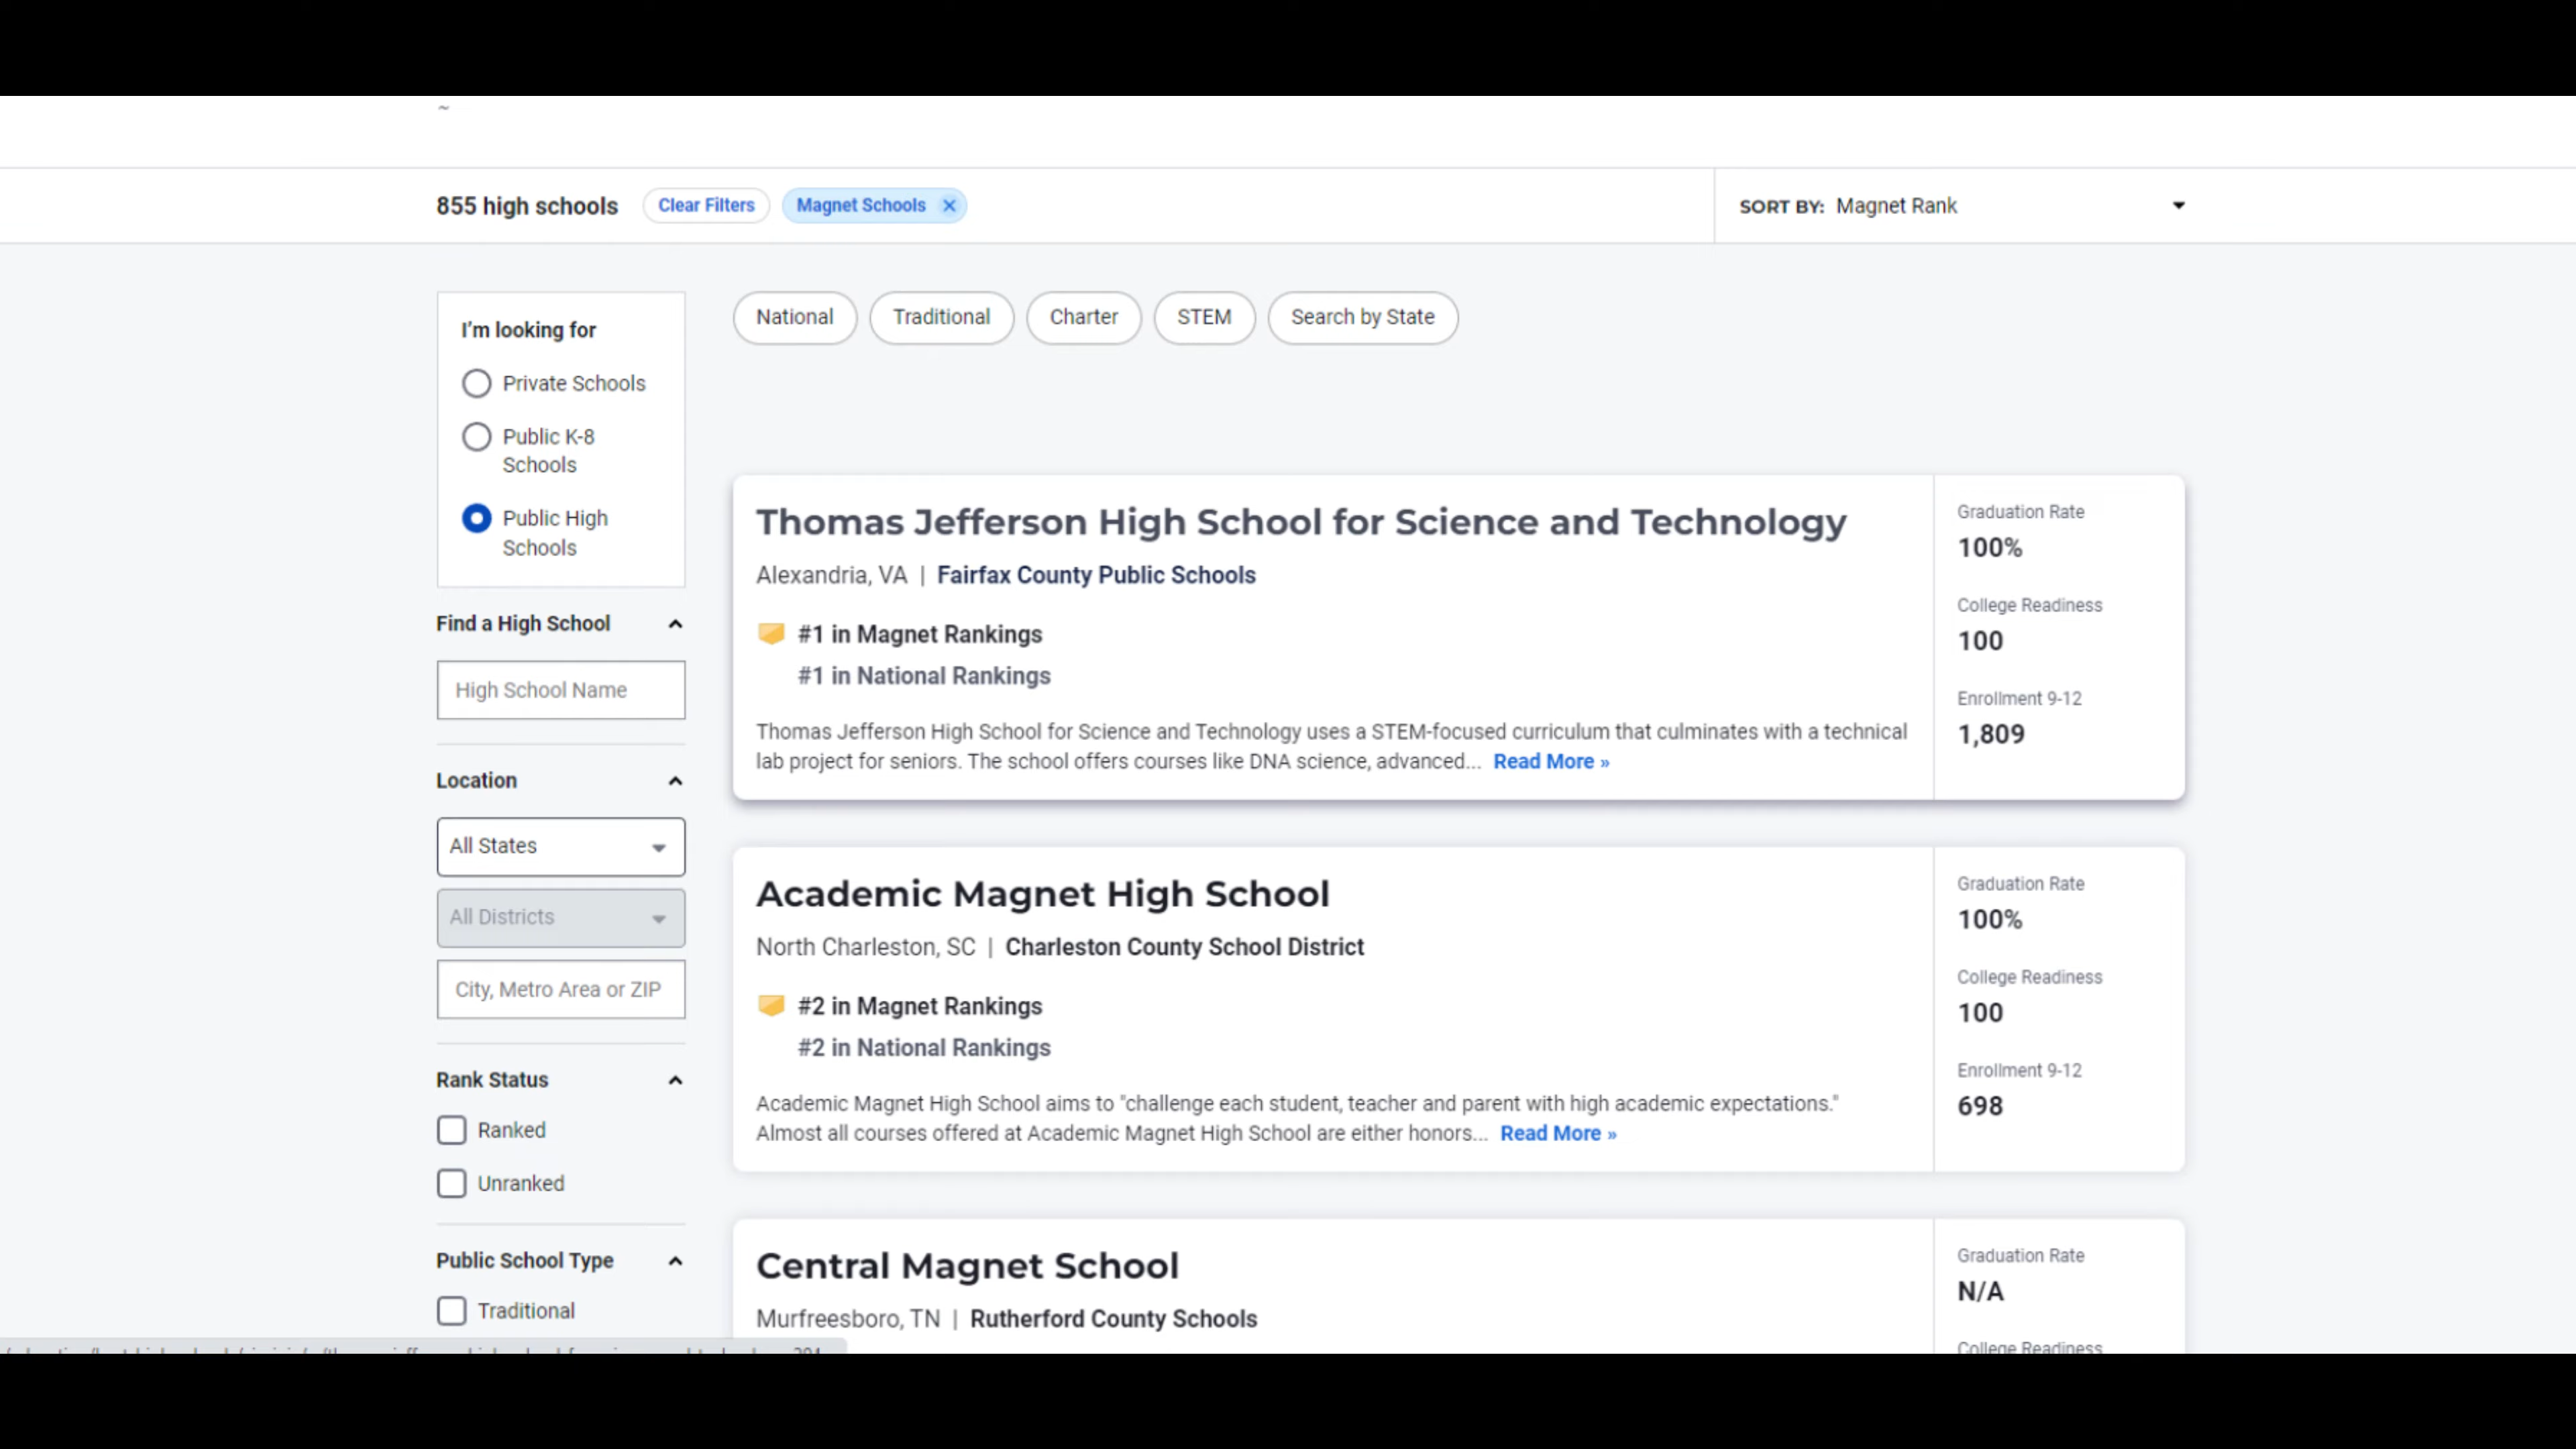 855 high schools
Clear Filters
Magnet Schools
SORT BY: Magnet Rank
I'm looking for
Private Schools
Public K-8
Schools
Public High
Schools
Find a High School
High School Name
Location
All States
All Districts
City, Metro Area or ZIP
Rank Status
Ranked
Unranked
Public School Type
Traditional
National
Traditional
Charter
STEM
Search by State
Thomas Jefferson High School for Science and Technology
Alexandria, VA | Fairfax County Public Schools
#1 in Magnet Rankings
#1 in National Rankings
Thomas Jefferson High School for Science and Technology uses a STEM-focused curriculum that culminates with a technical
lab project for seniors. The school offers courses like DNA science, advanced... Read More »
Graduation Rate
100%
College Readiness
100
Enrollment 9-12
1,809
Academic Magnet High School
North Charleston, SC | Charleston County School District
#2 in Magnet Rankings
#2 in National Rankings
Academic Magnet High School aims to "challenge each student, teacher and parent with high academic expectations."
Almost all courses offered at Academic Magnet High School are either honors... Read More »
Graduation Rate
100%
College Readiness
100
Enrollment 9-12
698
Central Magnet School
Murfreesboro, TN | Rutherford County Schools
Graduation Rate
N/A
College Readiness